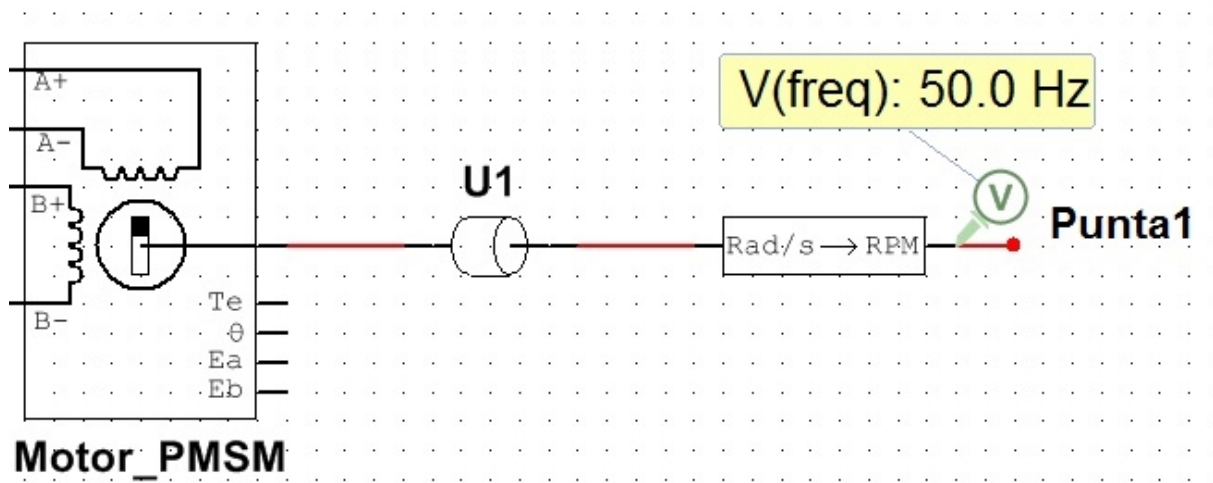 A+
A-
B+
B-
Te
θ
Ea
Eb
Motor_PMSM
U1
Rad/s→RPM
V(freq): 50.0 Hz
V
Punta1